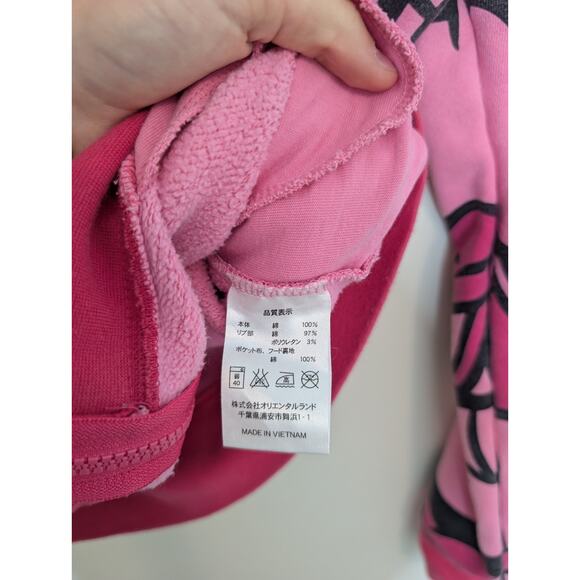 品質表示
本体 綿 100%
リブ部 綿 97%
ポリウレタン 3%
ポケット布、フード裏地
綿 100%
40
株式会社オリエンタルランド
千葉県浦安市舞浜1-1
MADE IN VIETNAM